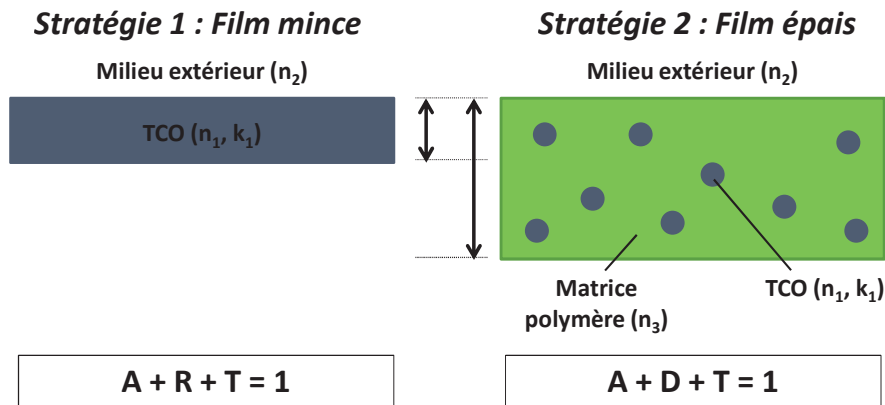 Stratégie 1 : Film mince
Milieu extérieur (n₂)
TCO (n₁, k₁)
A + R + T = 1
Stratégie 2 : Film épais
Milieu extérieur (n₂)
Matrice
polymère (n₃)
TCO (n₁, k₁)
A + D + T = 1